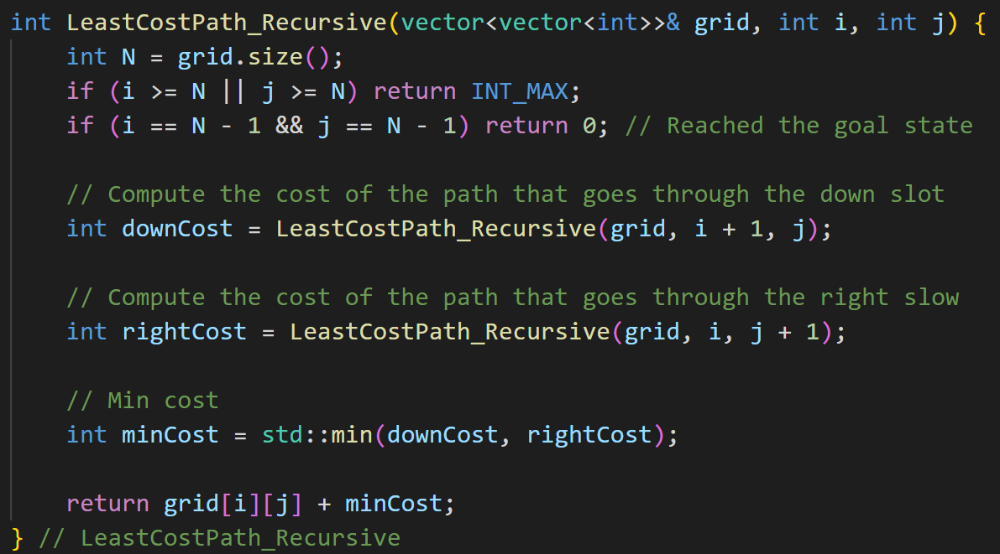 int LeastCostPath_Recursive(vector<vector<int>>& grid, int i, int j) {
    int N = grid.size();
    if (i >= N || j >= N) return INT_MAX;
    if (i == N - 1 && j == N - 1) return 0; // Reached the goal state

    // Compute the cost of the path that goes through the down slot
    int downCost = LeastCostPath_Recursive(grid, i + 1, j);

    // Compute the cost of the path that goes through the right slow
    int rightCost = LeastCostPath_Recursive(grid, i, j + 1);

    // Min cost
    int minCost = std::min(downCost, rightCost);

    return grid[i][j] + minCost;
} // LeastCostPath_Recursive